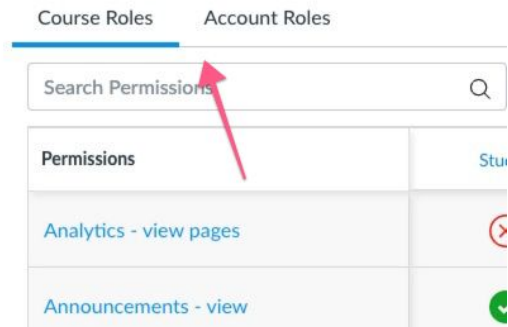 Course Roles Account Roles
Search Permissions
Permissions
Analytics - view pages
Announcements - view